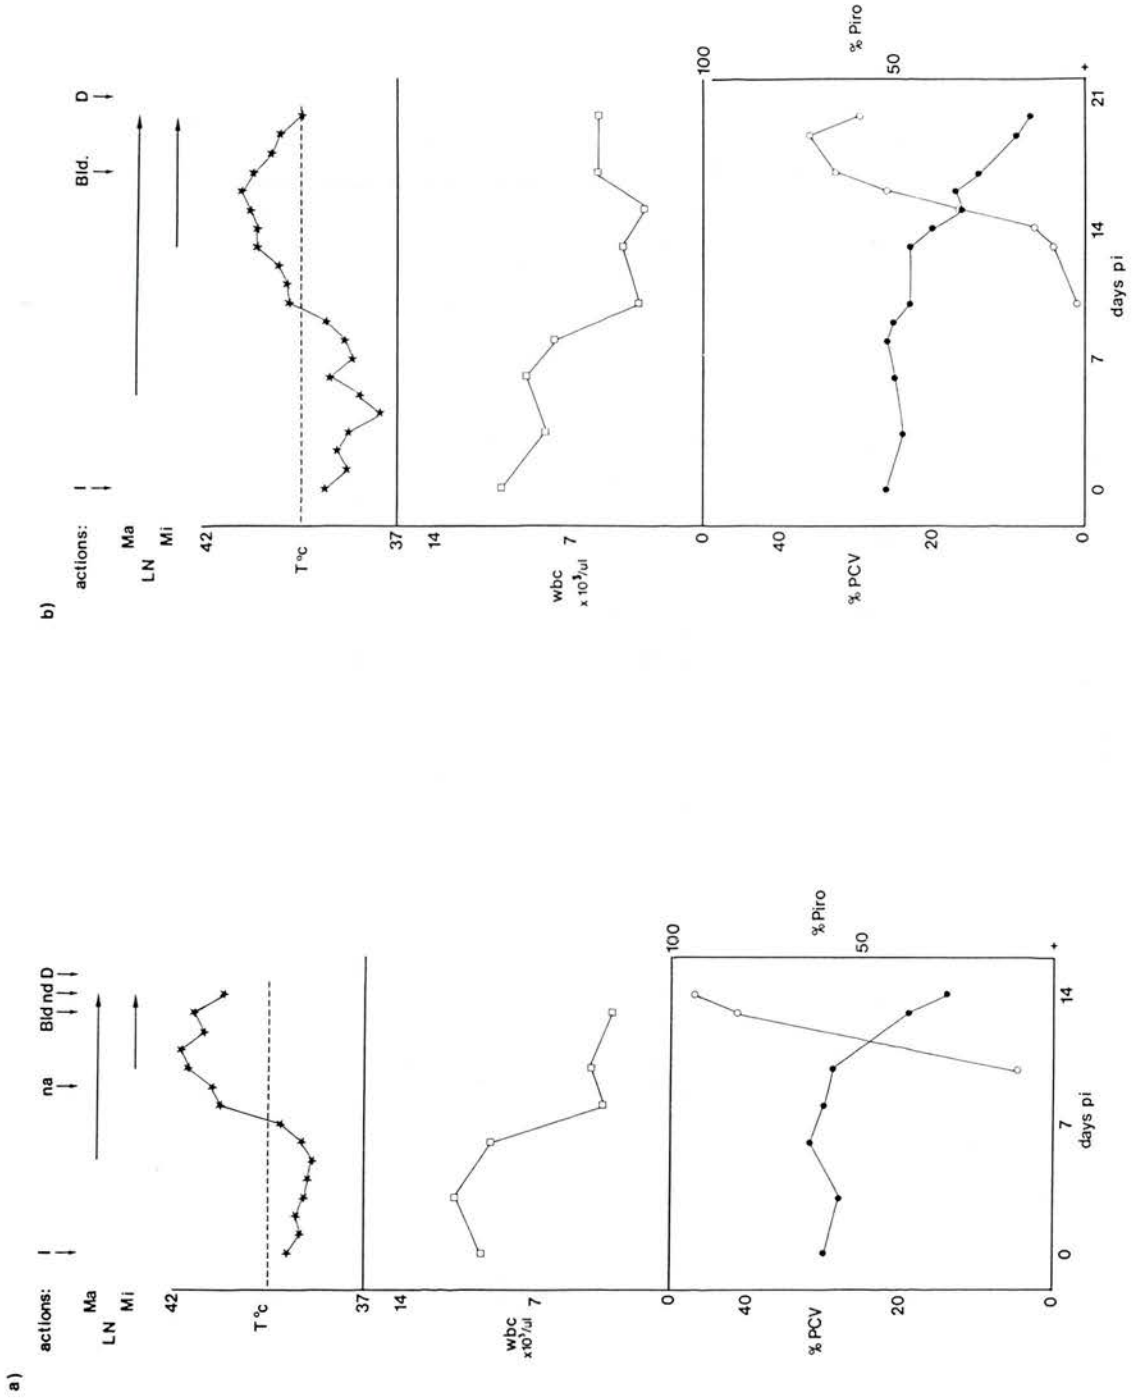 a)
actions: I na Bld nd D
Ma
LN
Mi
42
T°c
37
14
wbc
x10³/ul
7
0
100
40
% PCV
% Piro
50
20
0
+
0 7 14
days pi
b)
actions: I Bld. D
Ma
LN
Mi
42
T°c
37
14
wbc
x 10³/ul
7
0
100
40
% PCV
% Piro
50
20
0
+
0 7 14 21
days pi